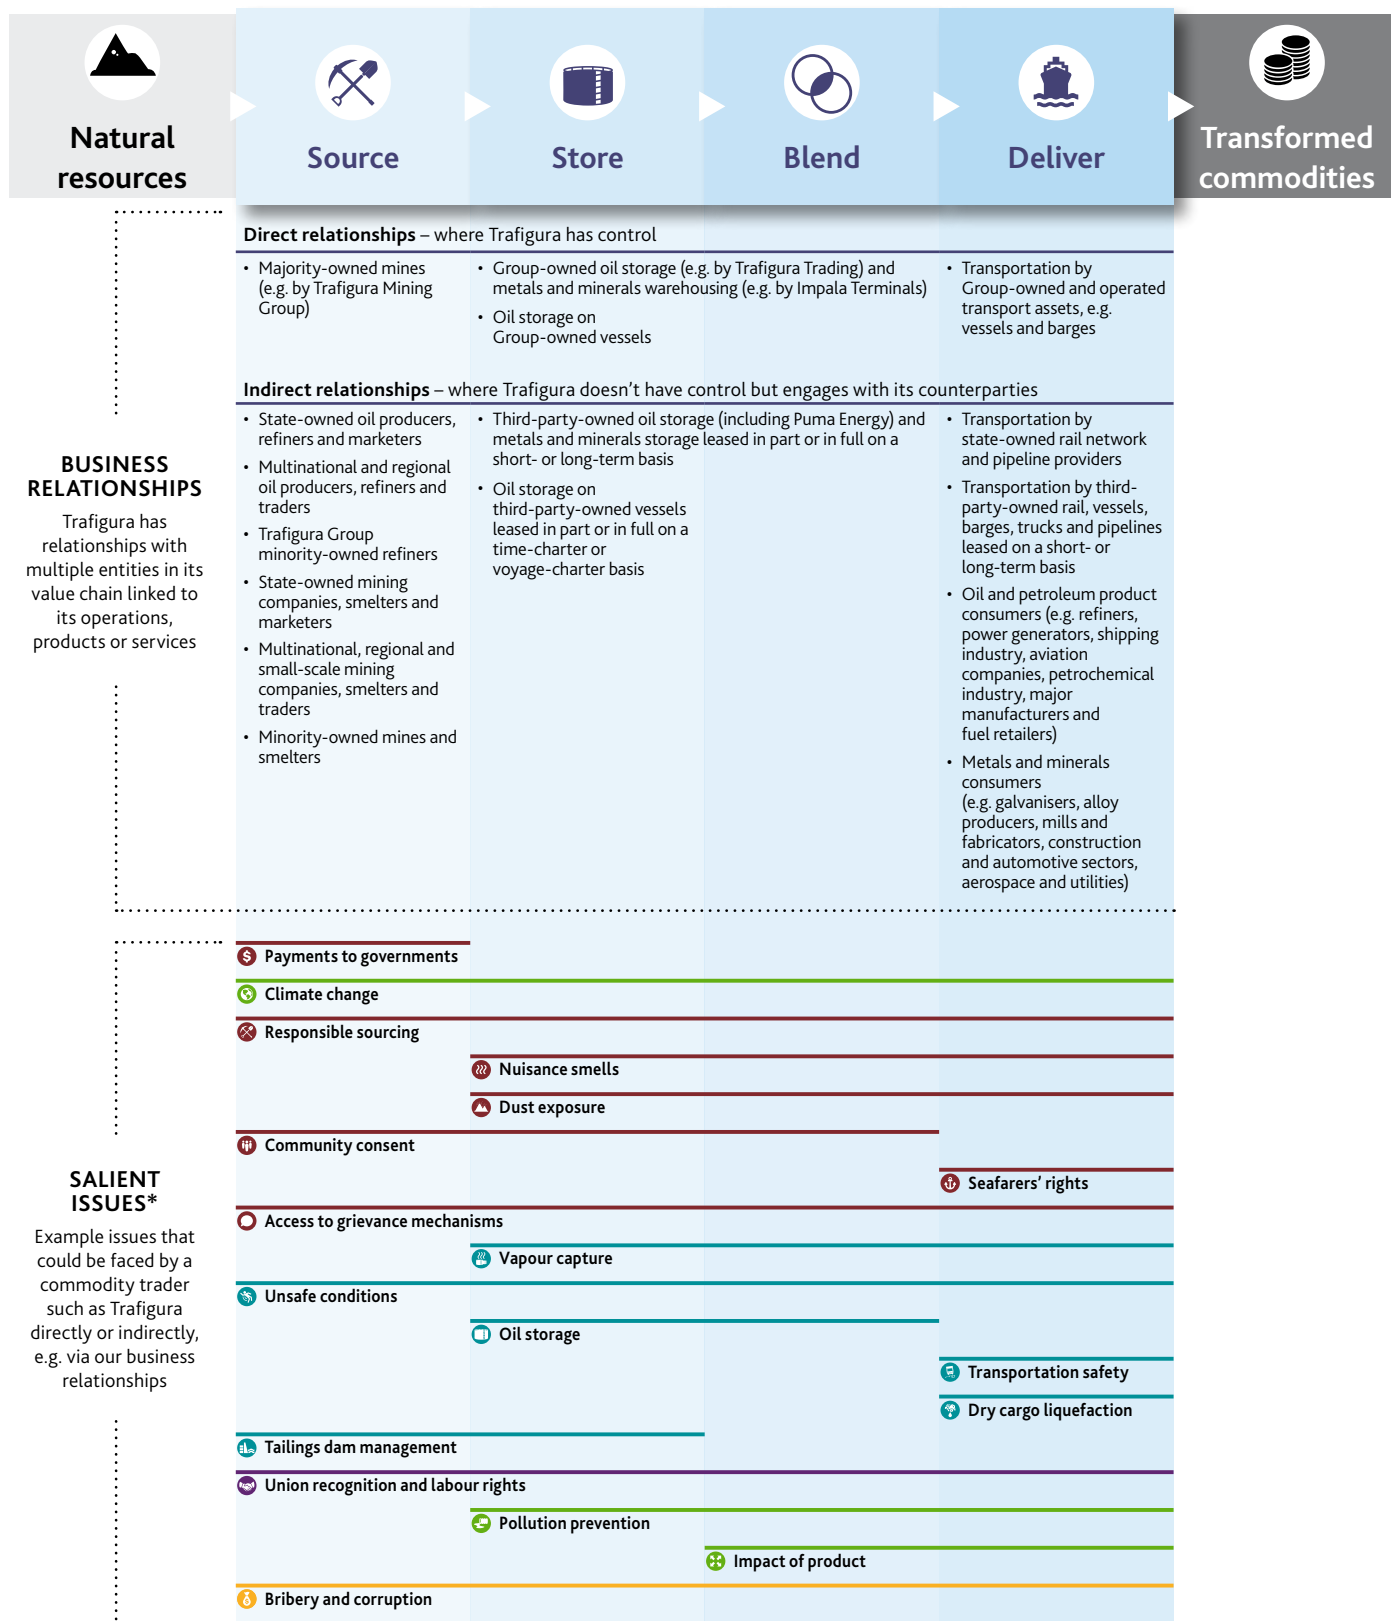 Natural
resources
Source
Store
Blend
Deliver
Transformed
commodities
Direct relationships – where Trafigura has control
• Majority-owned mines
(e.g. by Trafigura Mining
Group)
• Group-owned oil storage (e.g. by Trafigura Trading) and
metals and minerals warehousing (e.g. by Impala Terminals)
• Oil storage on
Group-owned vessels
• Transportation by
Group-owned and operated
transport assets, e.g.
vessels and barges
Indirect relationships – where Trafigura doesn't have control but engages with its counterparties
BUSINESS
RELATIONSHIPS
Trafigura has
relationships with
multiple entities in its
value chain linked to
its operations,
products or services
• State-owned oil producers,
refiners and marketers
• Multinational and regional
oil producers, refiners and
traders
• Trafigura Group
minority-owned refiners
• State-owned mining
companies, smelters and
marketers
• Multinational, regional and
small-scale mining
companies, smelters and
traders
• Minority-owned mines and
smelters
• Third-party-owned oil storage (including Puma Energy) and
metals and minerals storage leased in part or in full on a
short- or long-term basis
• Oil storage on
third-party-owned vessels
leased in part or in full on a
time-charter or
voyage-charter basis
• Transportation by
state-owned rail network
and pipeline providers
• Transportation by third-
party-owned rail, vessels,
barges, trucks and pipelines
leased on a short- or
long-term basis
• Oil and petroleum product
consumers (e.g. refiners,
power generators, shipping
industry, aviation
companies, petrochemical
industry, major
manufacturers and
fuel retailers)
• Metals and minerals
consumers
(e.g. galvanisers, alloy
producers, mills and
fabricators, construction
and automotive sectors,
aerospace and utilities)
SALIENT
ISSUES*
Example issues that
could be faced by a
commodity trader
such as Trafigura
directly or indirectly,
e.g. via our business
relationships
Payments to governments
Climate change
Responsible sourcing
Nuisance smells
Dust exposure
Community consent
Seafarers' rights
Access to grievance mechanisms
Vapour capture
Unsafe conditions
Oil storage
Transportation safety
Dry cargo liquefaction
Tailings dam management
Union recognition and labour rights
Pollution prevention
Impact of product
Bribery and corruption